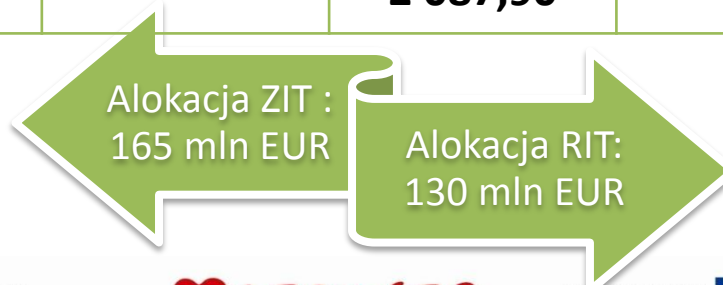 Alokacja ZIT :
165 mln EUR
Alokacja RIT:
130 mln EUR